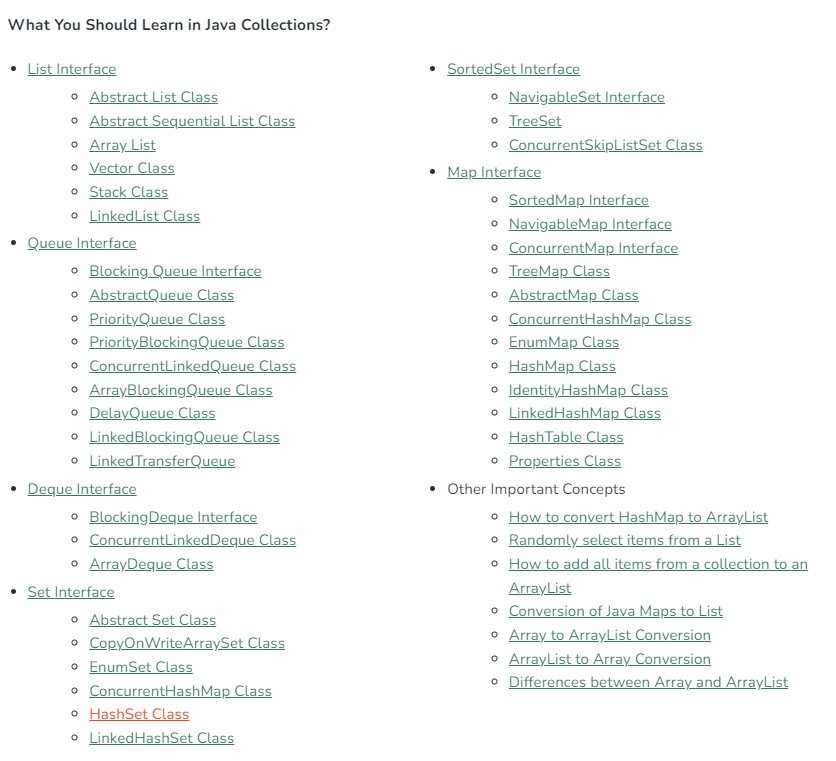 What You Should Learn in Java Collections?
List Interface
Abstract List Class
Abstract Sequential List Class
Array List
Vector Class
Stack Class
LinkedList Class
Queue Interface
Blocking Queue Interface
AbstractQueue Class
PriorityQueue Class
PriorityBlockingQueue Class
ConcurrentLinkedQueue Class
ArrayBlockingQueue Class
DelayQueue Class
LinkedBlockingQueue Class
LinkedTransferQueue
Deque Interface
BlockingDeque Interface
ConcurrentLinkedDeque Class
ArrayDeque Class
Set Interface
Abstract Set Class
CopyOnWriteArraySet Class
EnumSet Class
ConcurrentHashMap Class
HashSet Class
LinkedHashSet Class
SortedSet Interface
NavigableSet Interface
TreeSet
ConcurrentSkipListSet Class
Map Interface
SortedMap Interface
NavigableMap Interface
ConcurrentMap Interface
TreeMap Class
AbstractMap Class
ConcurrentHashMap Class
EnumMap Class
HashMap Class
IdentityHashMap Class
LinkedHashMap Class
HashTable Class
Properties Class
Other Important Concepts
How to convert HashMap to ArrayList
Randomly select items from a List
How to add all items from a collection to an
ArrayList
Conversion of Java Maps to List
Array to ArrayList Conversion
ArrayList to Array Conversion
Differences between Array and ArrayList